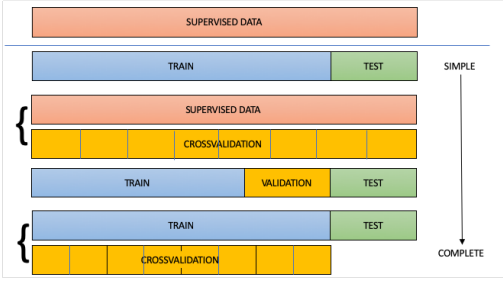 SUPERVISED DATA
TRAIN TEST SIMPLE
SUPERVISED DATA
CROSSVALIDATION
TRAIN VALIDATION TEST
TRAIN TEST
COMPLETE
CROSSVALIDATION